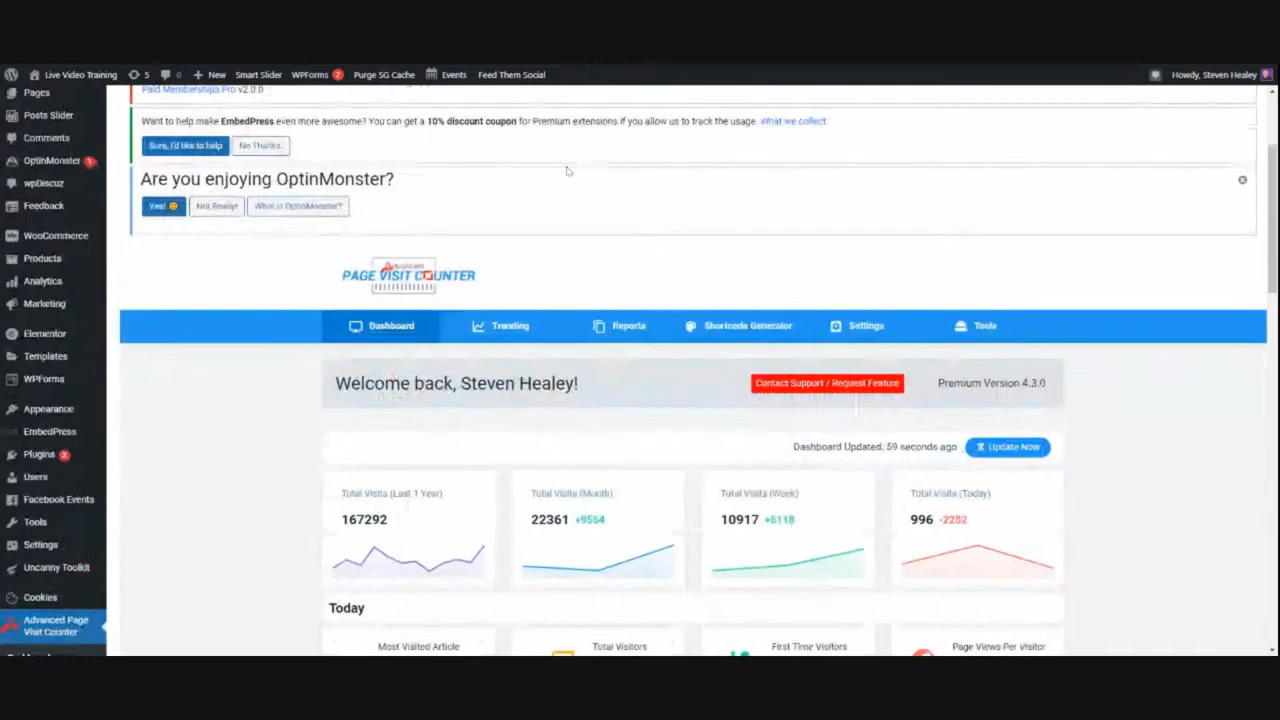 Live Video Training 5 0 New Smart Slider WPForms 2 Purge SG Cache Events Feed Them Social Howdy, Steven Healey
Pages
Posts Slider
Comments
OptinMonster 1
wpDiscuz
Feedback
WooCommerce
Products
Analytics
Marketing
Elementor
Templates
WPForms
Appearance
EmbedPress
Plugins 2
Users
Facebook Events
Tools
Settings
Uncanny Toolkit
Cookies
Advanced Page
Visit Counter
Paid Memberships Pro v2.0.0
Want to help make EmbedPress even more awesome? You can get a 10% discount coupon for Premium extensions if you allow us to track the usage. What we collect.
Sure, I'd like to help No Thanks.
Are you enjoying OptinMonster?
Yes! Not Really! What is OptinMonster?
Advanced
PAGE VISIT COUNTER
Dashboard Trending Reports Shortcode Generator Settings Tools
Welcome back, Steven Healey! Contact Support / Request Feature Premium Version 4.3.0
Dashboard Updated: 59 seconds ago Update Now
Total Visits (Last 1 Year) Total Visits (Month) Total Visits (Week) Total Visits (Today)
167292 22361 +9554 10917 +6118 996 -2282
Today
Most Visited Article Total Visitors First Time Visitors Page Views Per Visitor